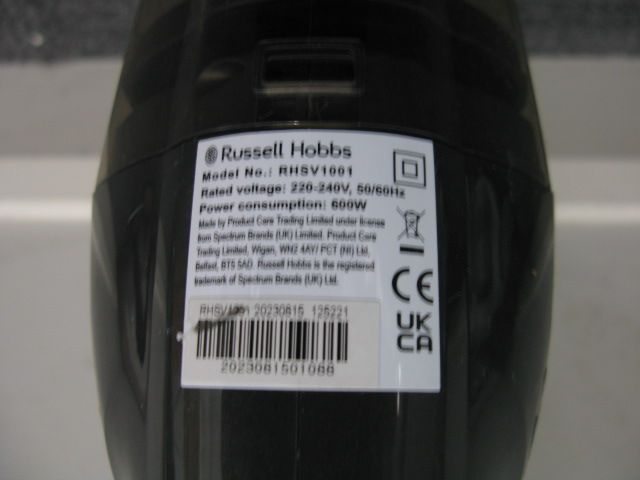 Russell Hobbs
Model No.: RHSV1001
Rated voltage: 220-240V, 50/60Hz
Power consumption: 600W
Made by Product Care Trading Limited under license
from Spectrum Brands (UK) Limited. Product Care
Trading Limited, Wigan, WN2 4AY/ PCT (NI) Ltd,
Belfast, BT5 5AD. Russell Hobbs is the registered
trademark of Spectrum Brands (UK) Ltd.
CE
UK
CA
RHSV1001 20230815 125221
2023081501088